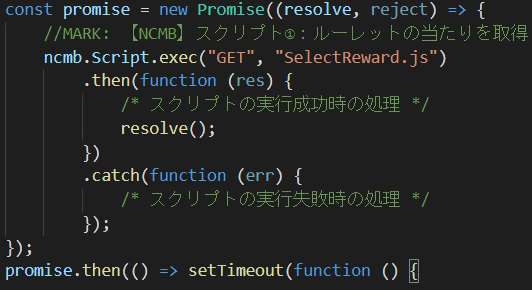 const promise = new Promise((resolve, reject) => {
    //MARK: 【NCMB】スクリプト①：ルーレットの当たりを取得
    ncmb.Script.exec("GET", "SelectReward.js")
        .then(function (res) {
            /* スクリプトの実行成功時の処理 */
            resolve();
        })
        .catch(function (err) {
            /* スクリプトの実行失敗時の処理 */
        });
});
promise.then(() => setTimeout(function () {